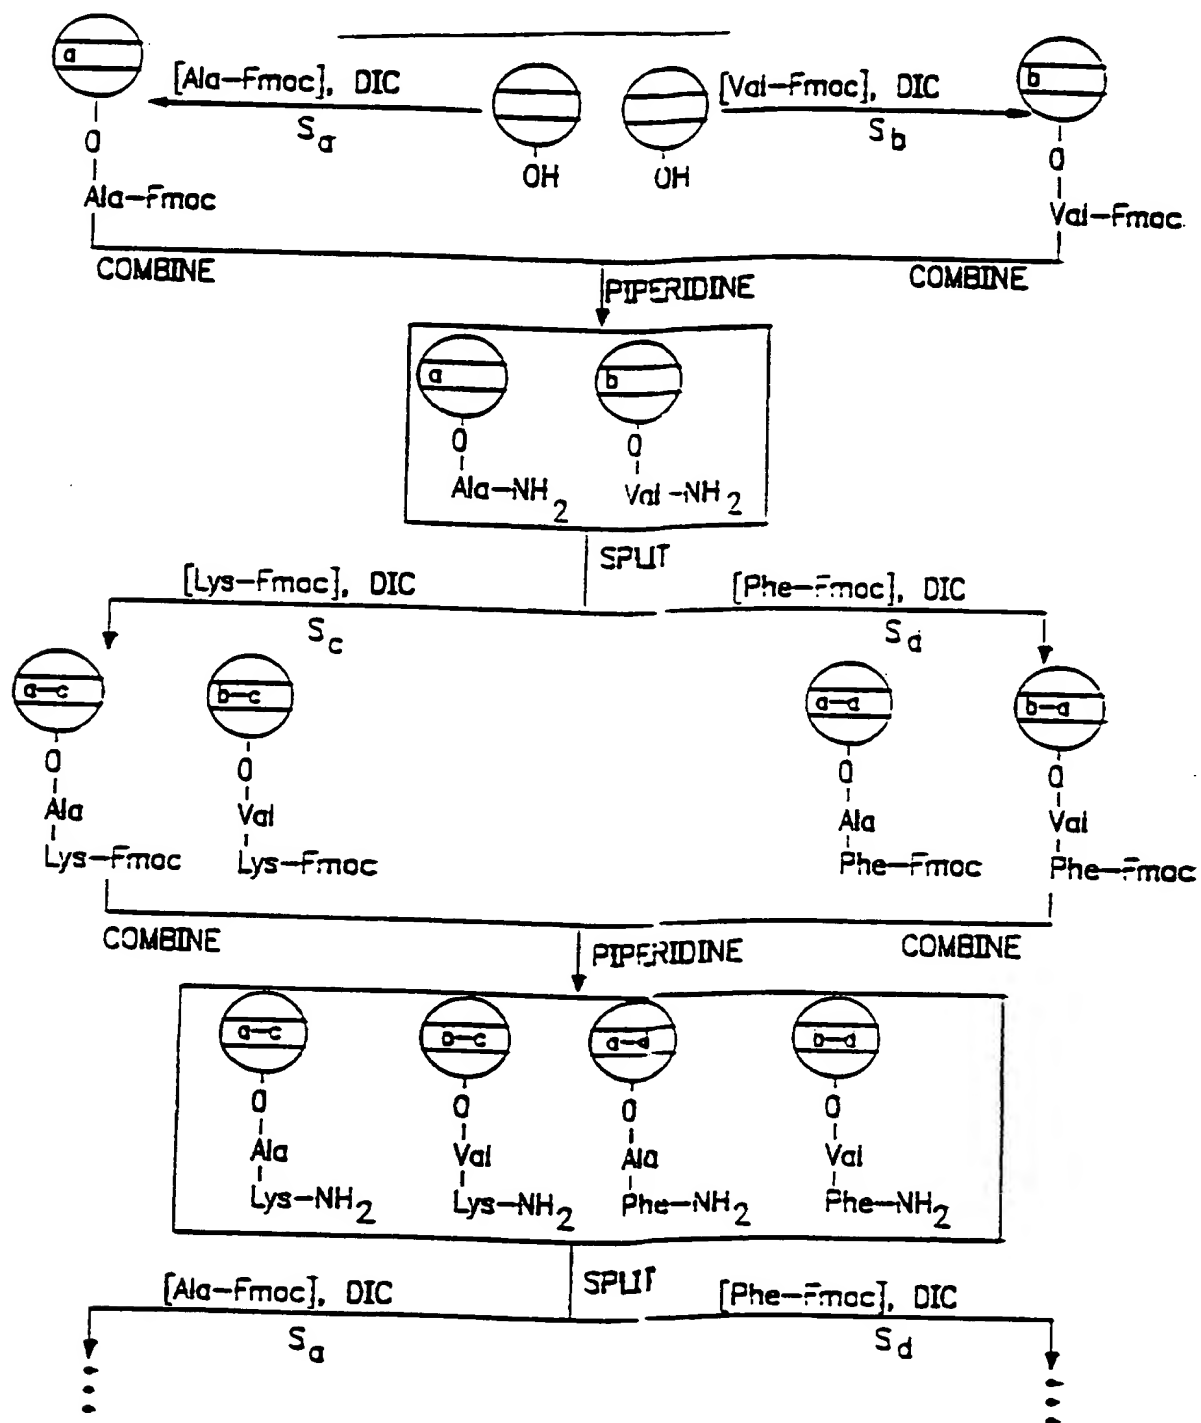 a
[Ala-Fmoc], DIC
[Val-Fmoc], DIC
b
Sa
Sb
O
OH
OH
O
Ala-Fmoc
Val-Fmoc
COMBINE
COMBINE
PIPERIDINE
a
b
O
O
Ala-NH2
Val-NH2
SPLIT
[Lys-Fmoc], DIC
[Phe-Fmoc], DIC
Sc
Sd
a-c
b-c
a-d
b-d
O
O
O
O
Ala
Val
Ala
Val
Lys-Fmoc
Lys-Fmoc
Phe-Fmoc
Phe-Fmoc
COMBINE
COMBINE
PIPERIDINE
a-c
b-c
a-d
b-d
O
O
O
O
Ala
Val
Ala
Val
Lys-NH2
Lys-NH2
Phe-NH2
Phe-NH2
SPLIT
[Ala-Fmoc], DIC
[Phe-Fmoc], DIC
Sa
Sd